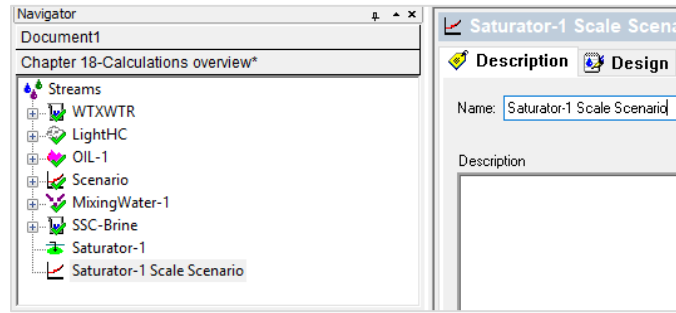 Navigator
Document1
Chapter 18-Calculations overview*
Streams
WTXWTR
LightHC
OIL-1
Scenario
MixingWater-1
SSC-Brine
Saturator-1
Saturator-1 Scale Scenario
Saturator-1 Scale Scena
Description Design
Name: Saturator-1 Scale Scenario
Description